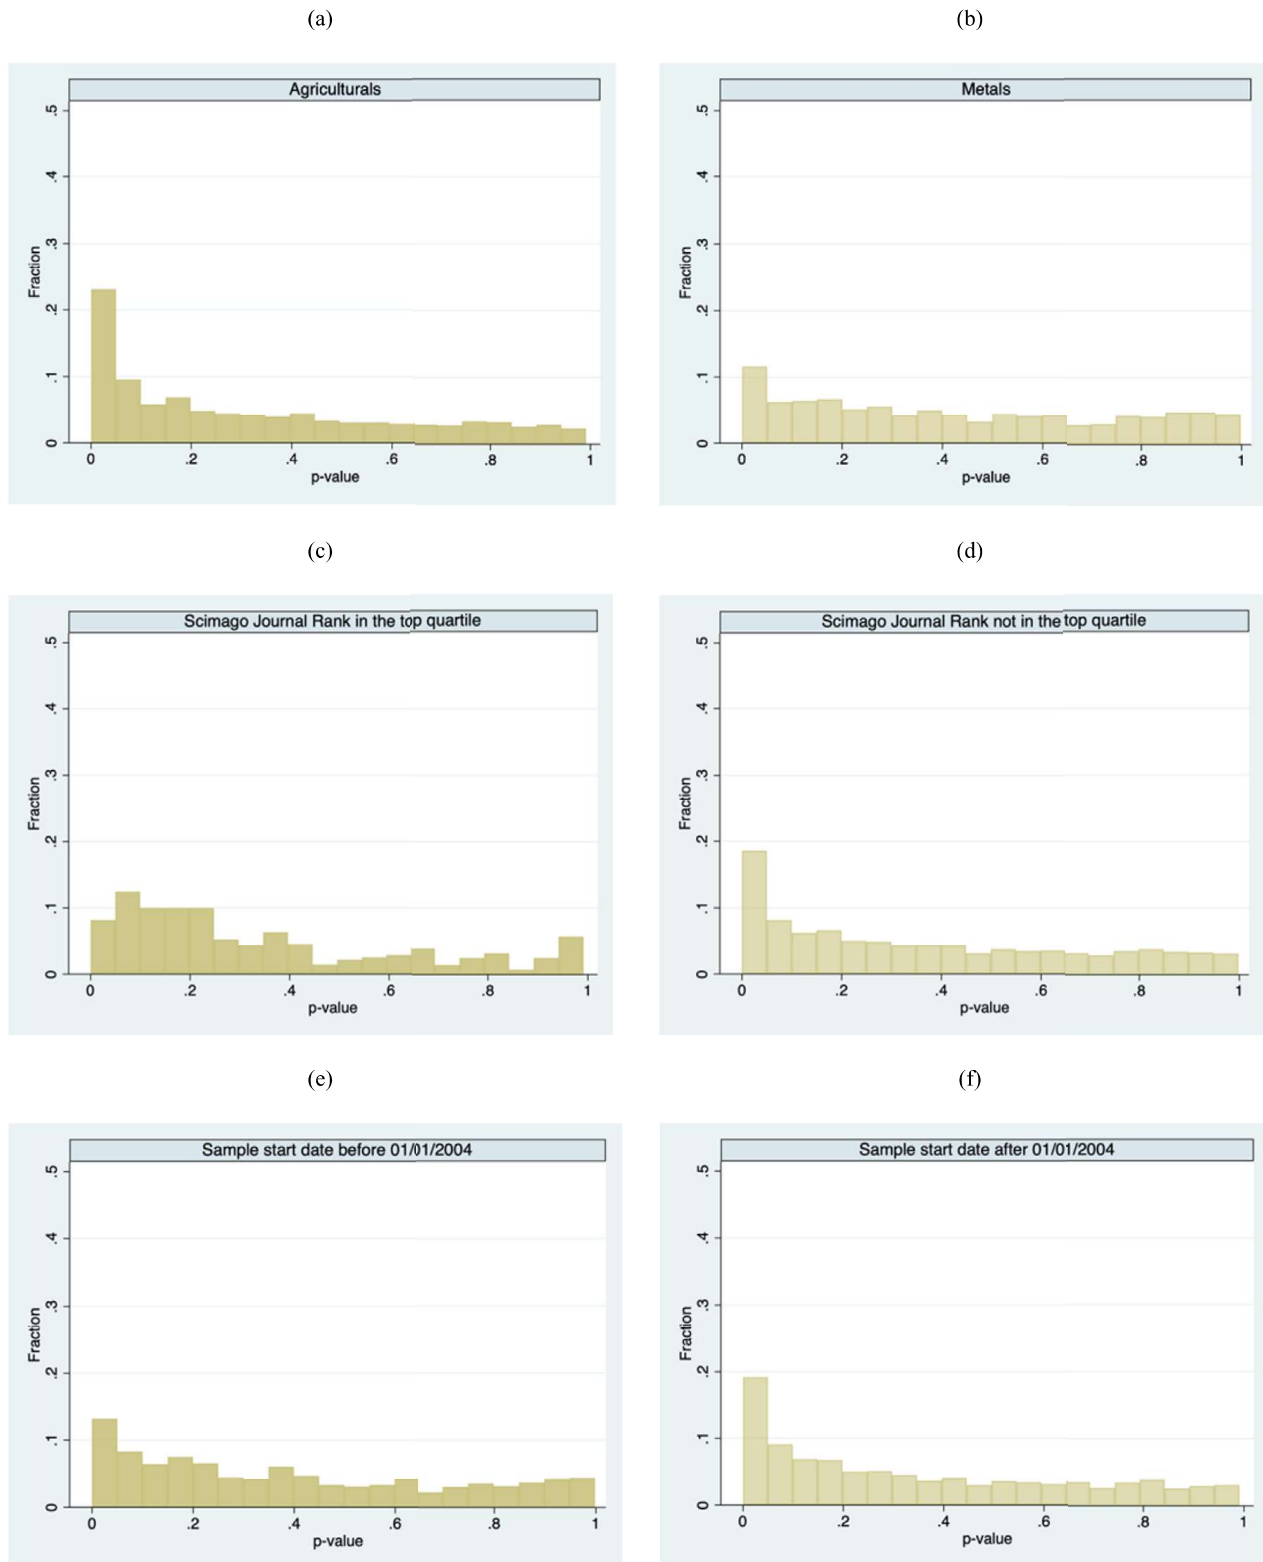 (a)
(b)
Agriculturals
.5
.4
.3
.2
.1
0
Fraction
0 .2 .4 .6 .8 1
p-value
Metals
.5
.4
.3
.2
.1
0
Fraction
0 .2 .4 .6 .8 1
p-value
(c)
(d)
Scimago Journal Rank in the top quartile
.5
.4
.3
.2
.1
0
Fraction
0 .2 .4 .6 .8 1
p-value
Scimago Journal Rank not in the top quartile
.5
.4
.3
.2
.1
0
Fraction
0 .2 .4 .6 .8 1
p-value
(e)
(f)
Sample start date before 01/01/2004
.5
.4
.3
.2
.1
0
Fraction
0 .2 .4 .6 .8 1
p-value
Sample start date after 01/01/2004
.5
.4
.3
.2
.1
0
Fraction
0 .2 .4 .6 .8 1
p-value